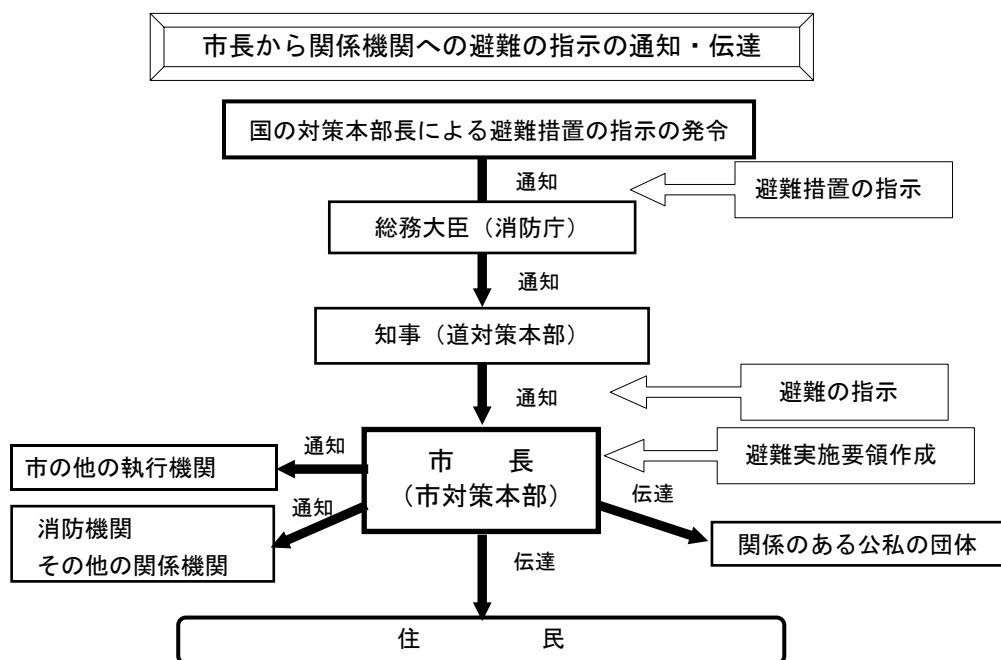 市長から関係機関への避難の指示の通知・伝達
国の対策本部長による避難措置の指示の発令
通知
避難措置の指示
総務大臣（消防庁）
通知
知事（道対策本部）
通知
避難の指示
市　　長
（市対策本部）
避難実施要領作成
通知
市の他の執行機関
通知
消防機関
その他の関係機関
伝達
関係のある公私の団体
伝達
住　　　　民